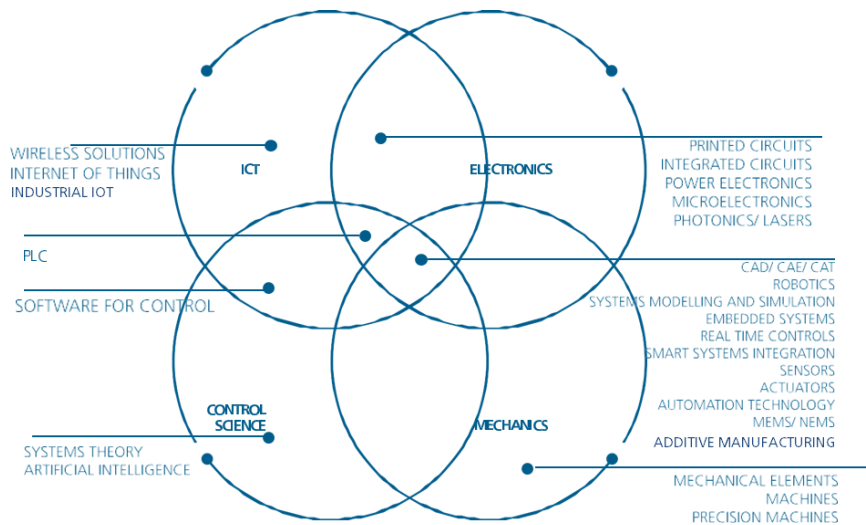 WIRELESS SOLUTIONS
INTERNET OF THINGS
INDUSTRIAL IOT
ICT
ELECTRONICS
PRINTED CIRCUITS
INTEGRATED CIRCUITS
POWER ELECTRONICS
MICROELECTRONICS
PHOTONICS/ LASERS
PLC
SOFTWARE FOR CONTROL
CAD/ CAE/ CAT
ROBOTICS
SYSTEMS MODELLING AND SIMULATION
EMBEDDED SYSTEMS
REAL TIME CONTROLS
SMART SYSTEMS INTEGRATION
SENSORS
ACTUATORS
AUTOMATION TECHNOLOGY
MEMS/ NEMS
ADDITIVE MANUFACTURING
CONTROL
SCIENCE
MECHANICS
SYSTEMS THEORY
ARTIFICIAL INTELLIGENCE
MECHANICAL ELEMENTS
MACHINES
PRECISION MACHINES